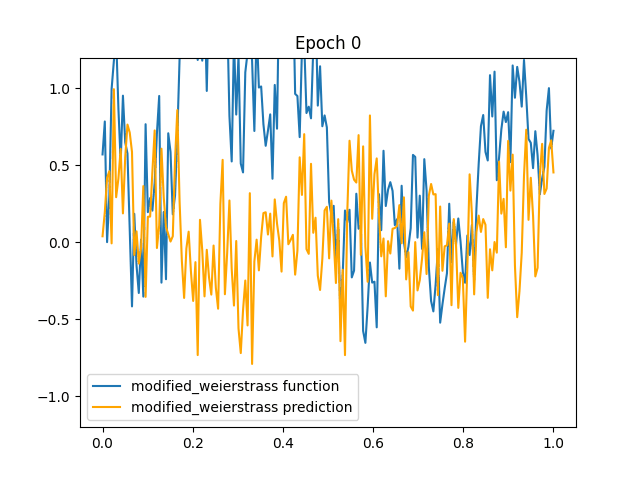 Epoch 0
1.0
0.5
0.0
−0.5
−1.0
modified_weierstrass function
modified_weierstrass prediction
0.0 0.2 0.4 0.6 0.8 1.0